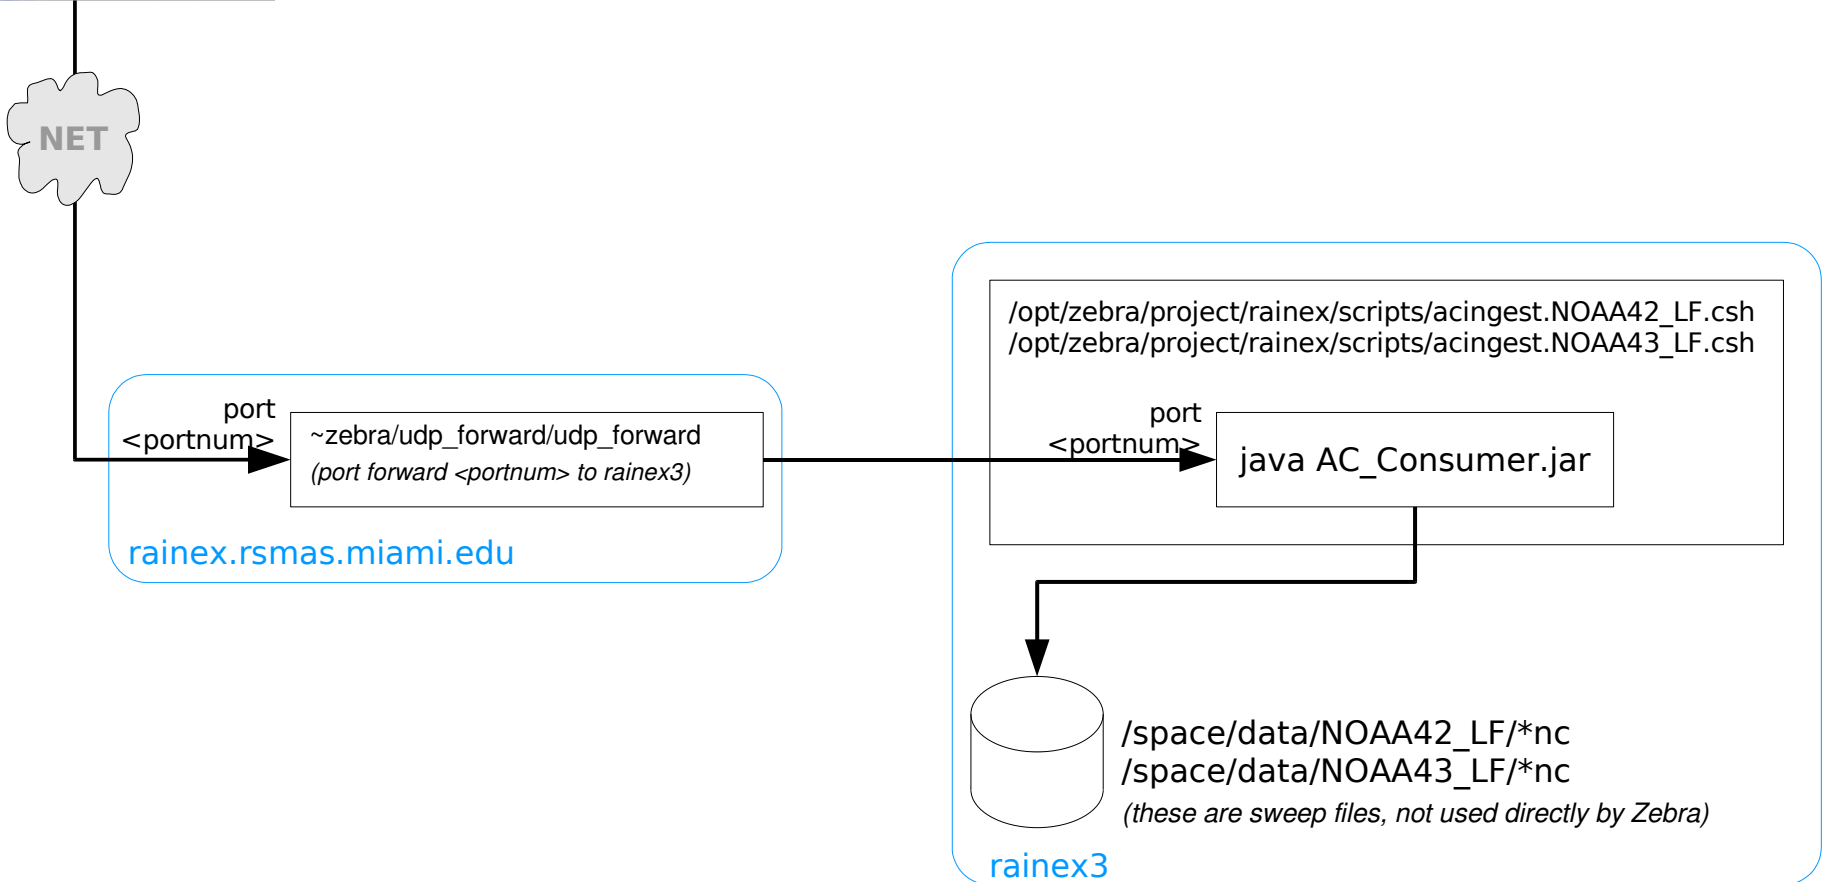 NET
/opt/zebra/project/rainex/scripts/acingest.NOAA42_LF.csh
/opt/zebra/project/rainex/scripts/acingest.NOAA43_LF.csh
port
<portnum>
~zebra/udp_forward/udp_forward
(port forward <portnum> to rainex3)
rainex.rsmas.miami.edu
port
<portnum>
java AC_Consumer.jar
/space/data/NOAA42_LF/*nc
/space/data/NOAA43_LF/*nc
(these are sweep files, not used directly by Zebra)
rainex3